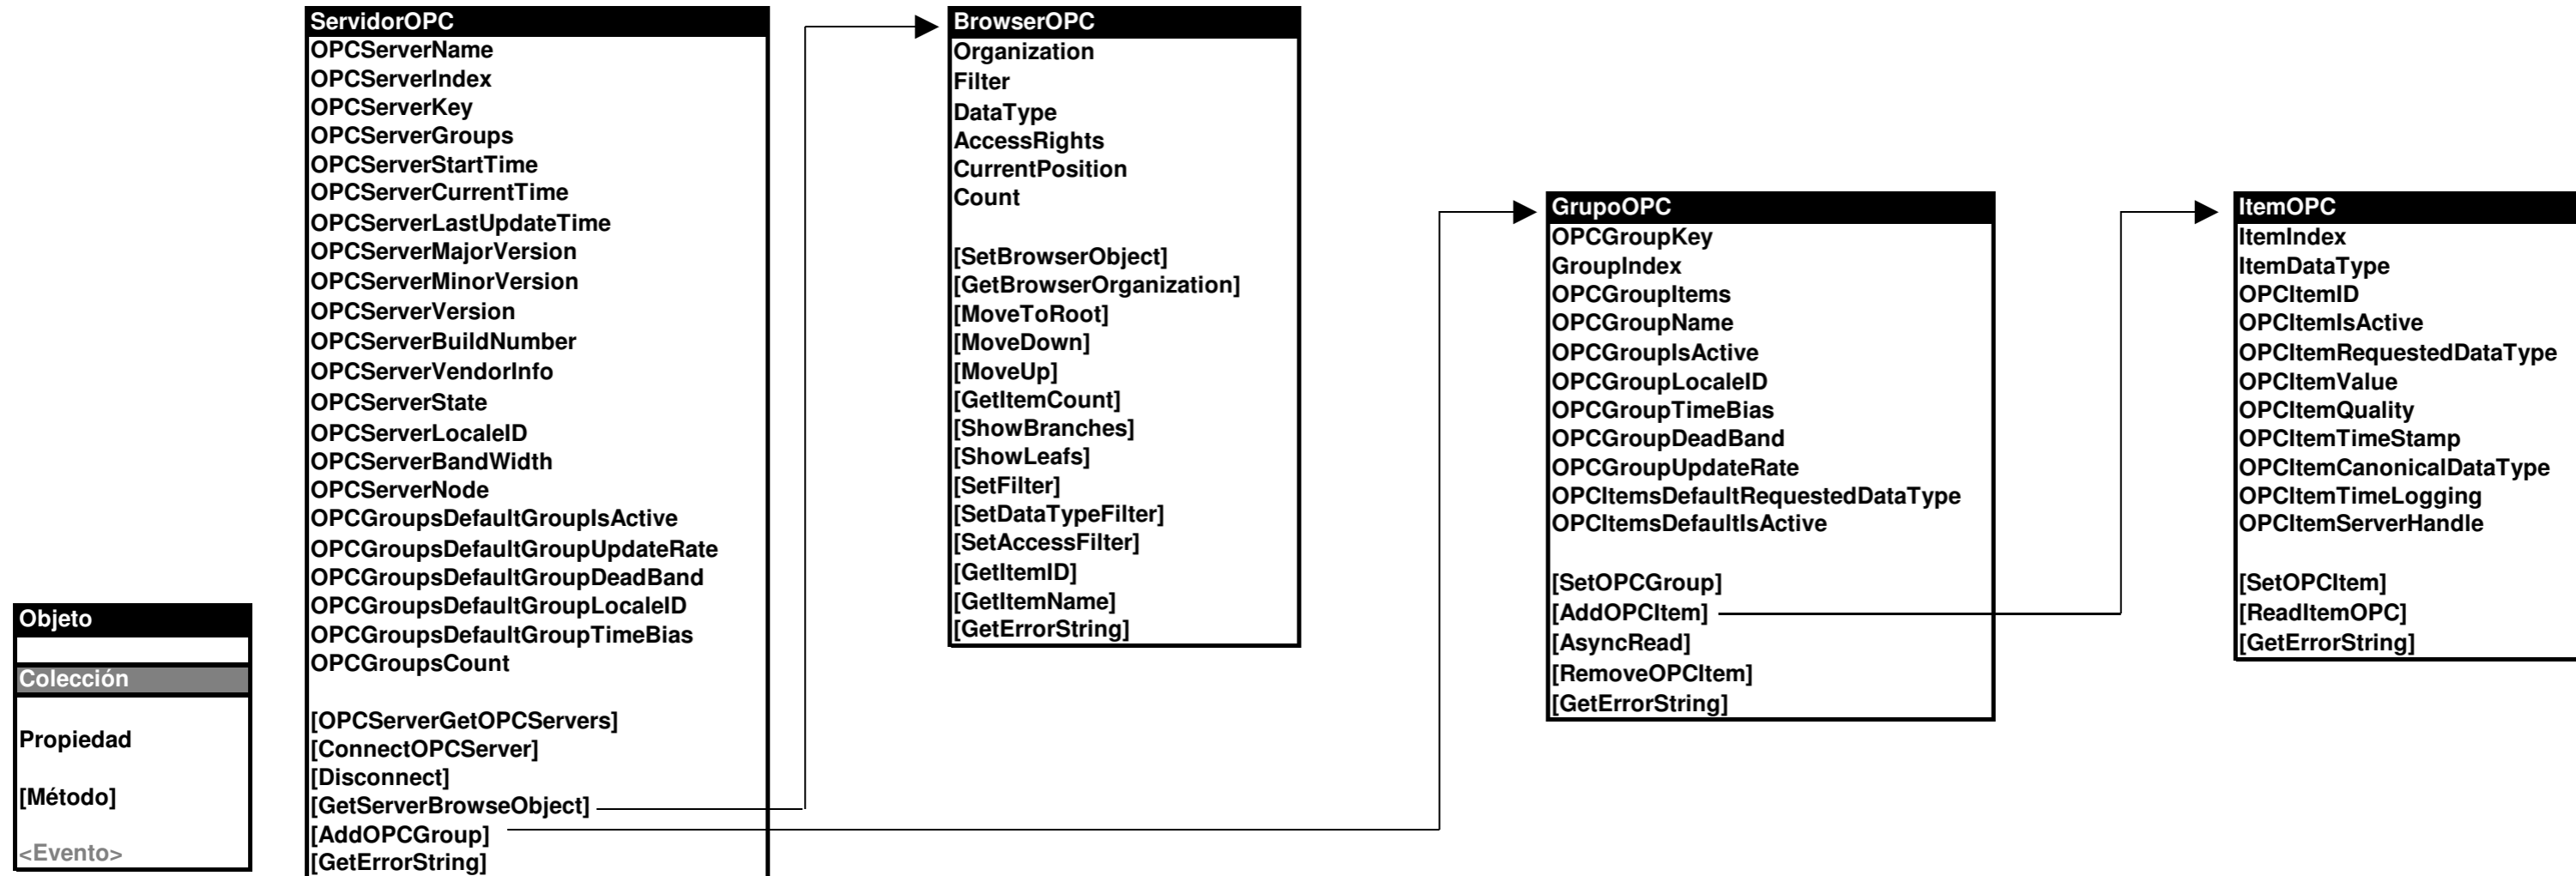 Objeto
Colección
Propiedad
[Método]
<Evento>
ServidorOPC
OPCServerName
OPCServerIndex
OPCServerKey
OPCServerGroups
OPCServerStartTime
OPCServerCurrentTime
OPCServerLastUpdateTime
OPCServerMajorVersion
OPCServerMinorVersion
OPCServerVersion
OPCServerBuildNumber
OPCServerVendorInfo
OPCServerState
OPCServerLocaleID
OPCServerBandWidth
OPCServerNode
OPCGroupsDefaultGroupIsActive
OPCGroupsDefaultGroupUpdateRate
OPCGroupsDefaultGroupDeadBand
OPCGroupsDefaultGroupLocaleID
OPCGroupsDefaultGroupTimeBias
OPCGroupsCount
[OPCServerGetOPCServers]
[ConnectOPCServer]
[Disconnect]
[GetServerBrowseObject]
[AddOPCGroup]
[GetErrorString]
BrowserOPC
Organization
Filter
DataType
AccessRights
CurrentPosition
Count
[SetBrowserObject]
[GetBrowserOrganization]
[MoveToRoot]
[MoveDown]
[MoveUp]
[GetItemCount]
[ShowBranches]
[ShowLeafs]
[SetFilter]
[SetDataTypeFilter]
[SetAccessFilter]
[GetItemID]
[GetItemName]
[GetErrorString]
GrupoOPC
OPCGroupKey
GroupIndex
OPCGroupItems
OPCGroupName
OPCGroupIsActive
OPCGroupLocaleID
OPCGroupTimeBias
OPCGroupDeadBand
OPCGroupUpdateRate
OPCItemsDefaultRequestedDataType
OPCItemsDefaultIsActive
[SetOPCGroup]
[AddOPCItem]
[AsyncRead]
[RemoveOPCItem]
[GetErrorString]
ItemOPC
ItemIndex
ItemDataType
OPCItemID
OPCItemIsActive
OPCItemRequestedDataType
OPCItemValue
OPCItemQuality
OPCItemTimeStamp
OPCItemCanonicalDataType
OPCItemTimeLogging
OPCItemServerHandle
[SetOPCItem]
[ReadItemOPC]
[GetErrorString]